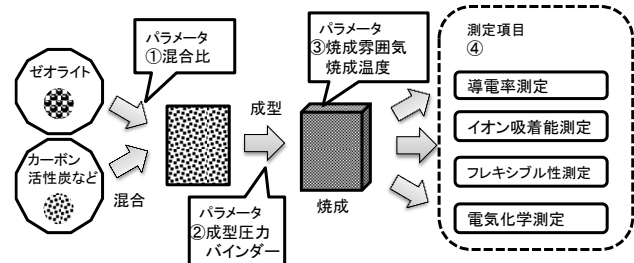 ゼオライト
カーボン
活性炭など
混合
パラメータ
①混合比
成型
パラメータ
②成型圧力
バインダー
パラメータ
③焼成雰囲気
焼成温度
焼成
測定項目
④
導電率測定
イオン吸着能測定
フレキシブル性測定
電気化学測定